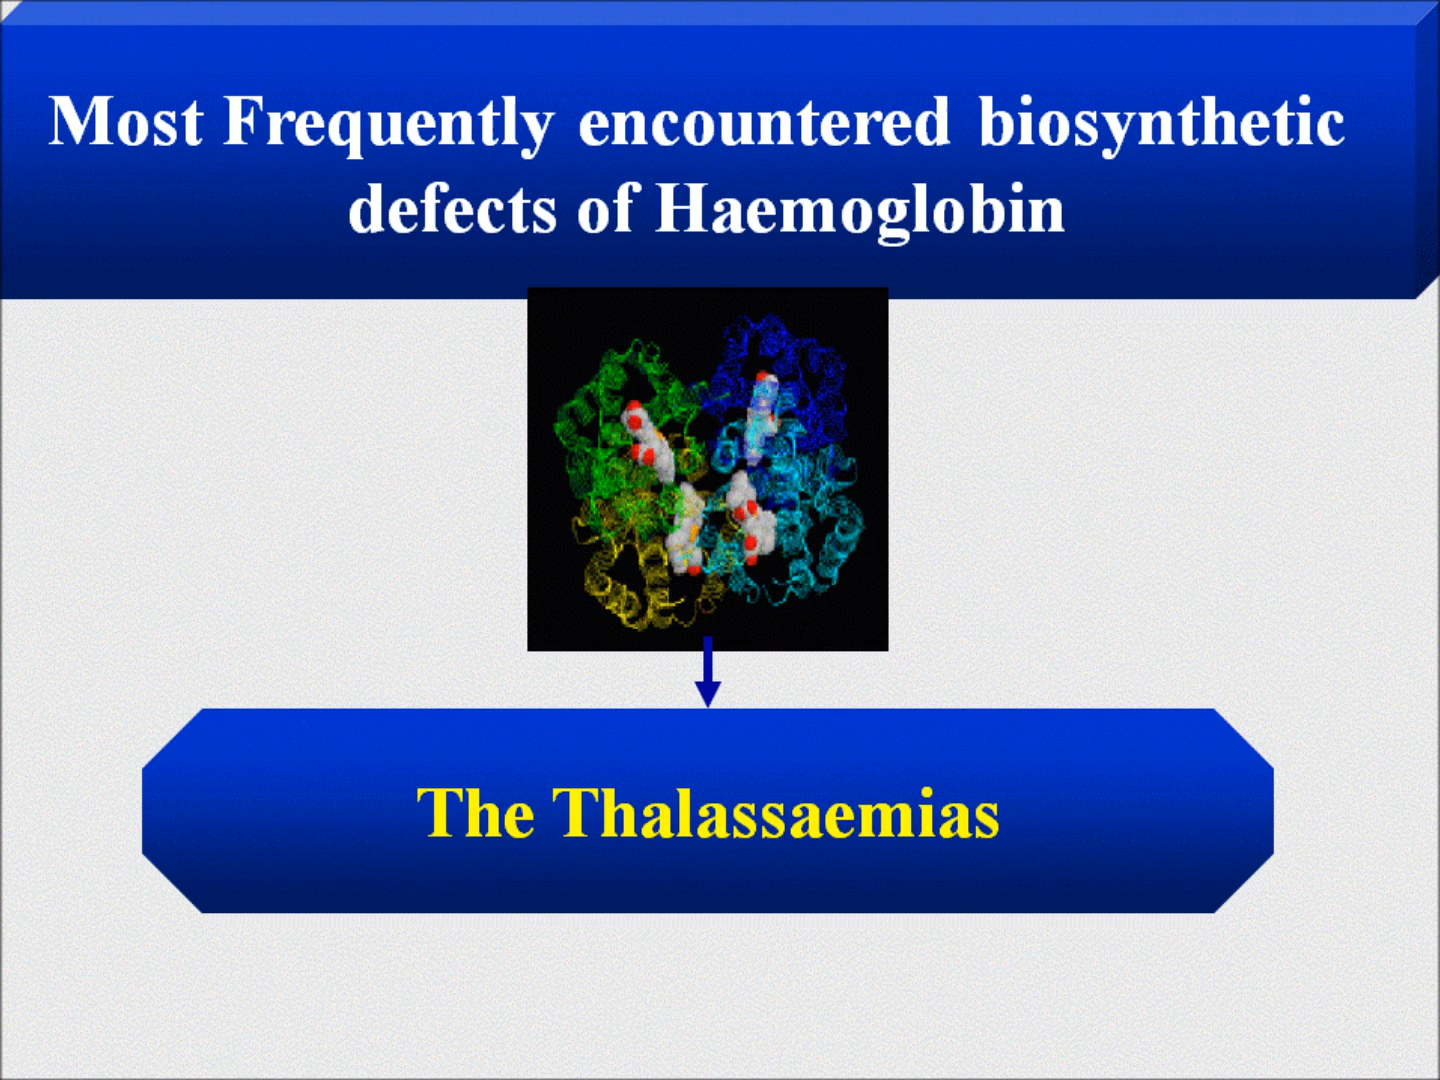 Most Frequently encountered biosynthetic
defects of Haemoglobin
The Thalassaemias